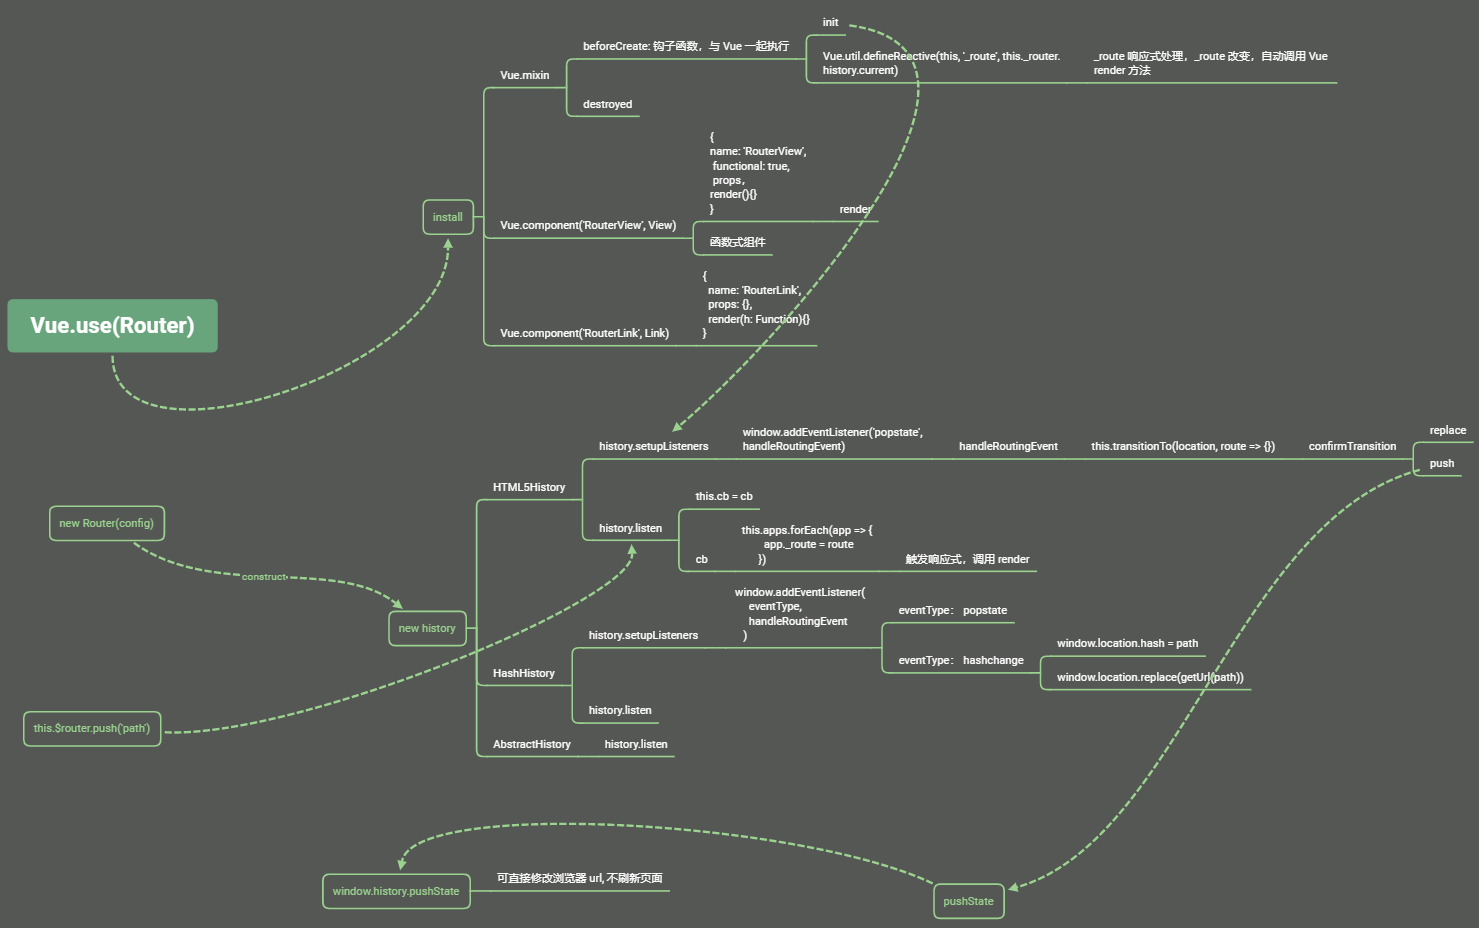 init
beforeCreate: 钩子函数，与 Vue 一起执行
Vue.util.defineReactive(this, '_route', this._router.
history.current)
_route 响应式处理，_route 改变，自动调用 Vue
render 方法
Vue.mixin
destroyed
{
name: 'RouterView',
functional: true,
props，
render(){}
}
render
install
Vue.component('RouterView', View)
函数式组件
{
name: 'RouterLink',
props: {},
render(h: Function){}
}
Vue.component('RouterLink', Link)
Vue.use(Router)
history.setupListeners
window.addEventListener('popstate',
handleRoutingEvent)
handleRoutingEvent
this.transitionTo(location, route => {})
confirmTransition
replace
push
HTML5History
this.cb = cb
history.listen
this.apps.forEach(app => {
app._route = route
})
cb
触发响应式，调用 render
new Router(config)
construct
new history
window.addEventListener(
eventType,
handleRoutingEvent
)
history.setupListeners
eventType： popstate
eventType： hashchange
window.location.hash = path
window.location.replace(getUrl(path))
HashHistory
history.listen
this.$router.push('path')
AbstractHistory
history.listen
window.history.pushState
可直接修改浏览器 url, 不刷新页面
pushState